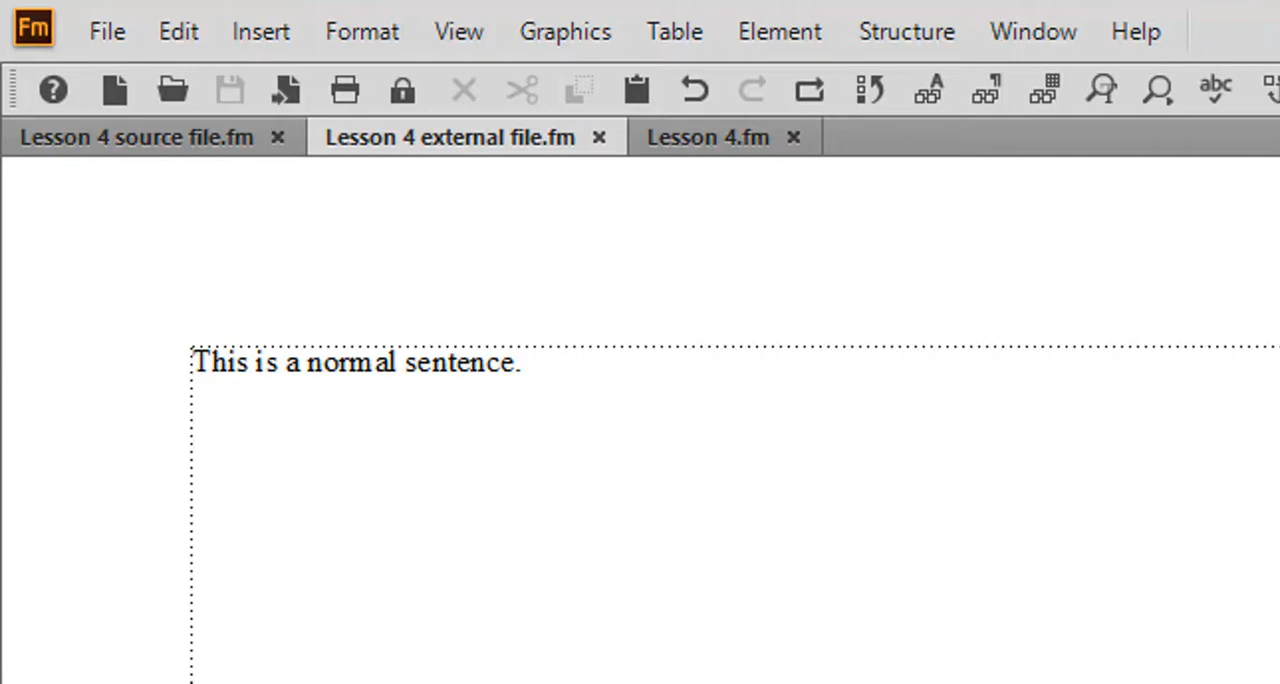 Fm File Edit Insert Format View Graphics Table Element Structure Window Help
abc
Lesson 4 source file.fm Lesson 4 external file.fm Lesson 4.fm
This is a normal sentence.